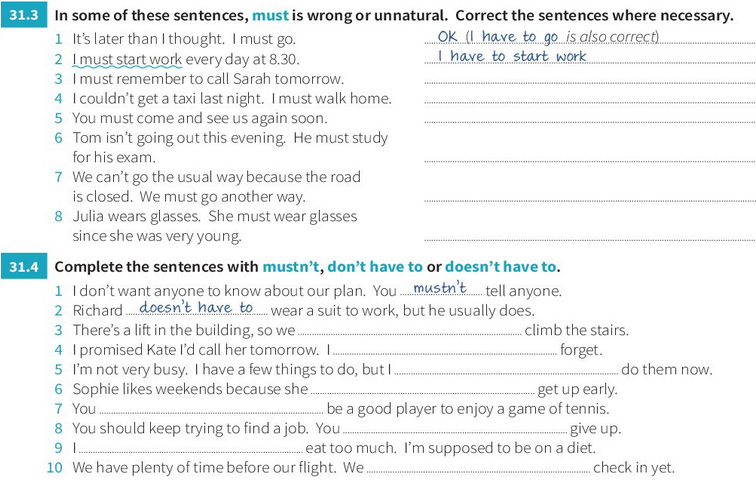 31.3 In some of these sentences, must is wrong or unnatural. Correct the sentences where necessary.
1 It's later than I thought. I must go. OK (I have to go is also correct)
2 I must start work every day at 8.30. I have to start work
3 I must remember to call Sarah tomorrow.
4 I couldn't get a taxi last night. I must walk home.
5 You must come and see us again soon.
6 Tom isn't going out this evening. He must study
for his exam.
7 We can't go the usual way because the road
is closed. We must go another way.
8 Julia wears glasses. She must wear glasses
since she was very young.
31.4 Complete the sentences with mustn't, don't have to or doesn't have to.
1 I don't want anyone to know about our plan. You mustn't tell anyone.
2 Richard doesn't have to wear a suit to work, but he usually does.
3 There's a lift in the building, so we climb the stairs.
4 I promised Kate I'd call her tomorrow. I forget.
5 I'm not very busy. I have a few things to do, but I do them now.
6 Sophie likes weekends because she get up early.
7 You be a good player to enjoy a game of tennis.
8 You should keep trying to find a job. You give up.
9 I eat too much. I'm supposed to be on a diet.
10 We have plenty of time before our flight. We check in yet.